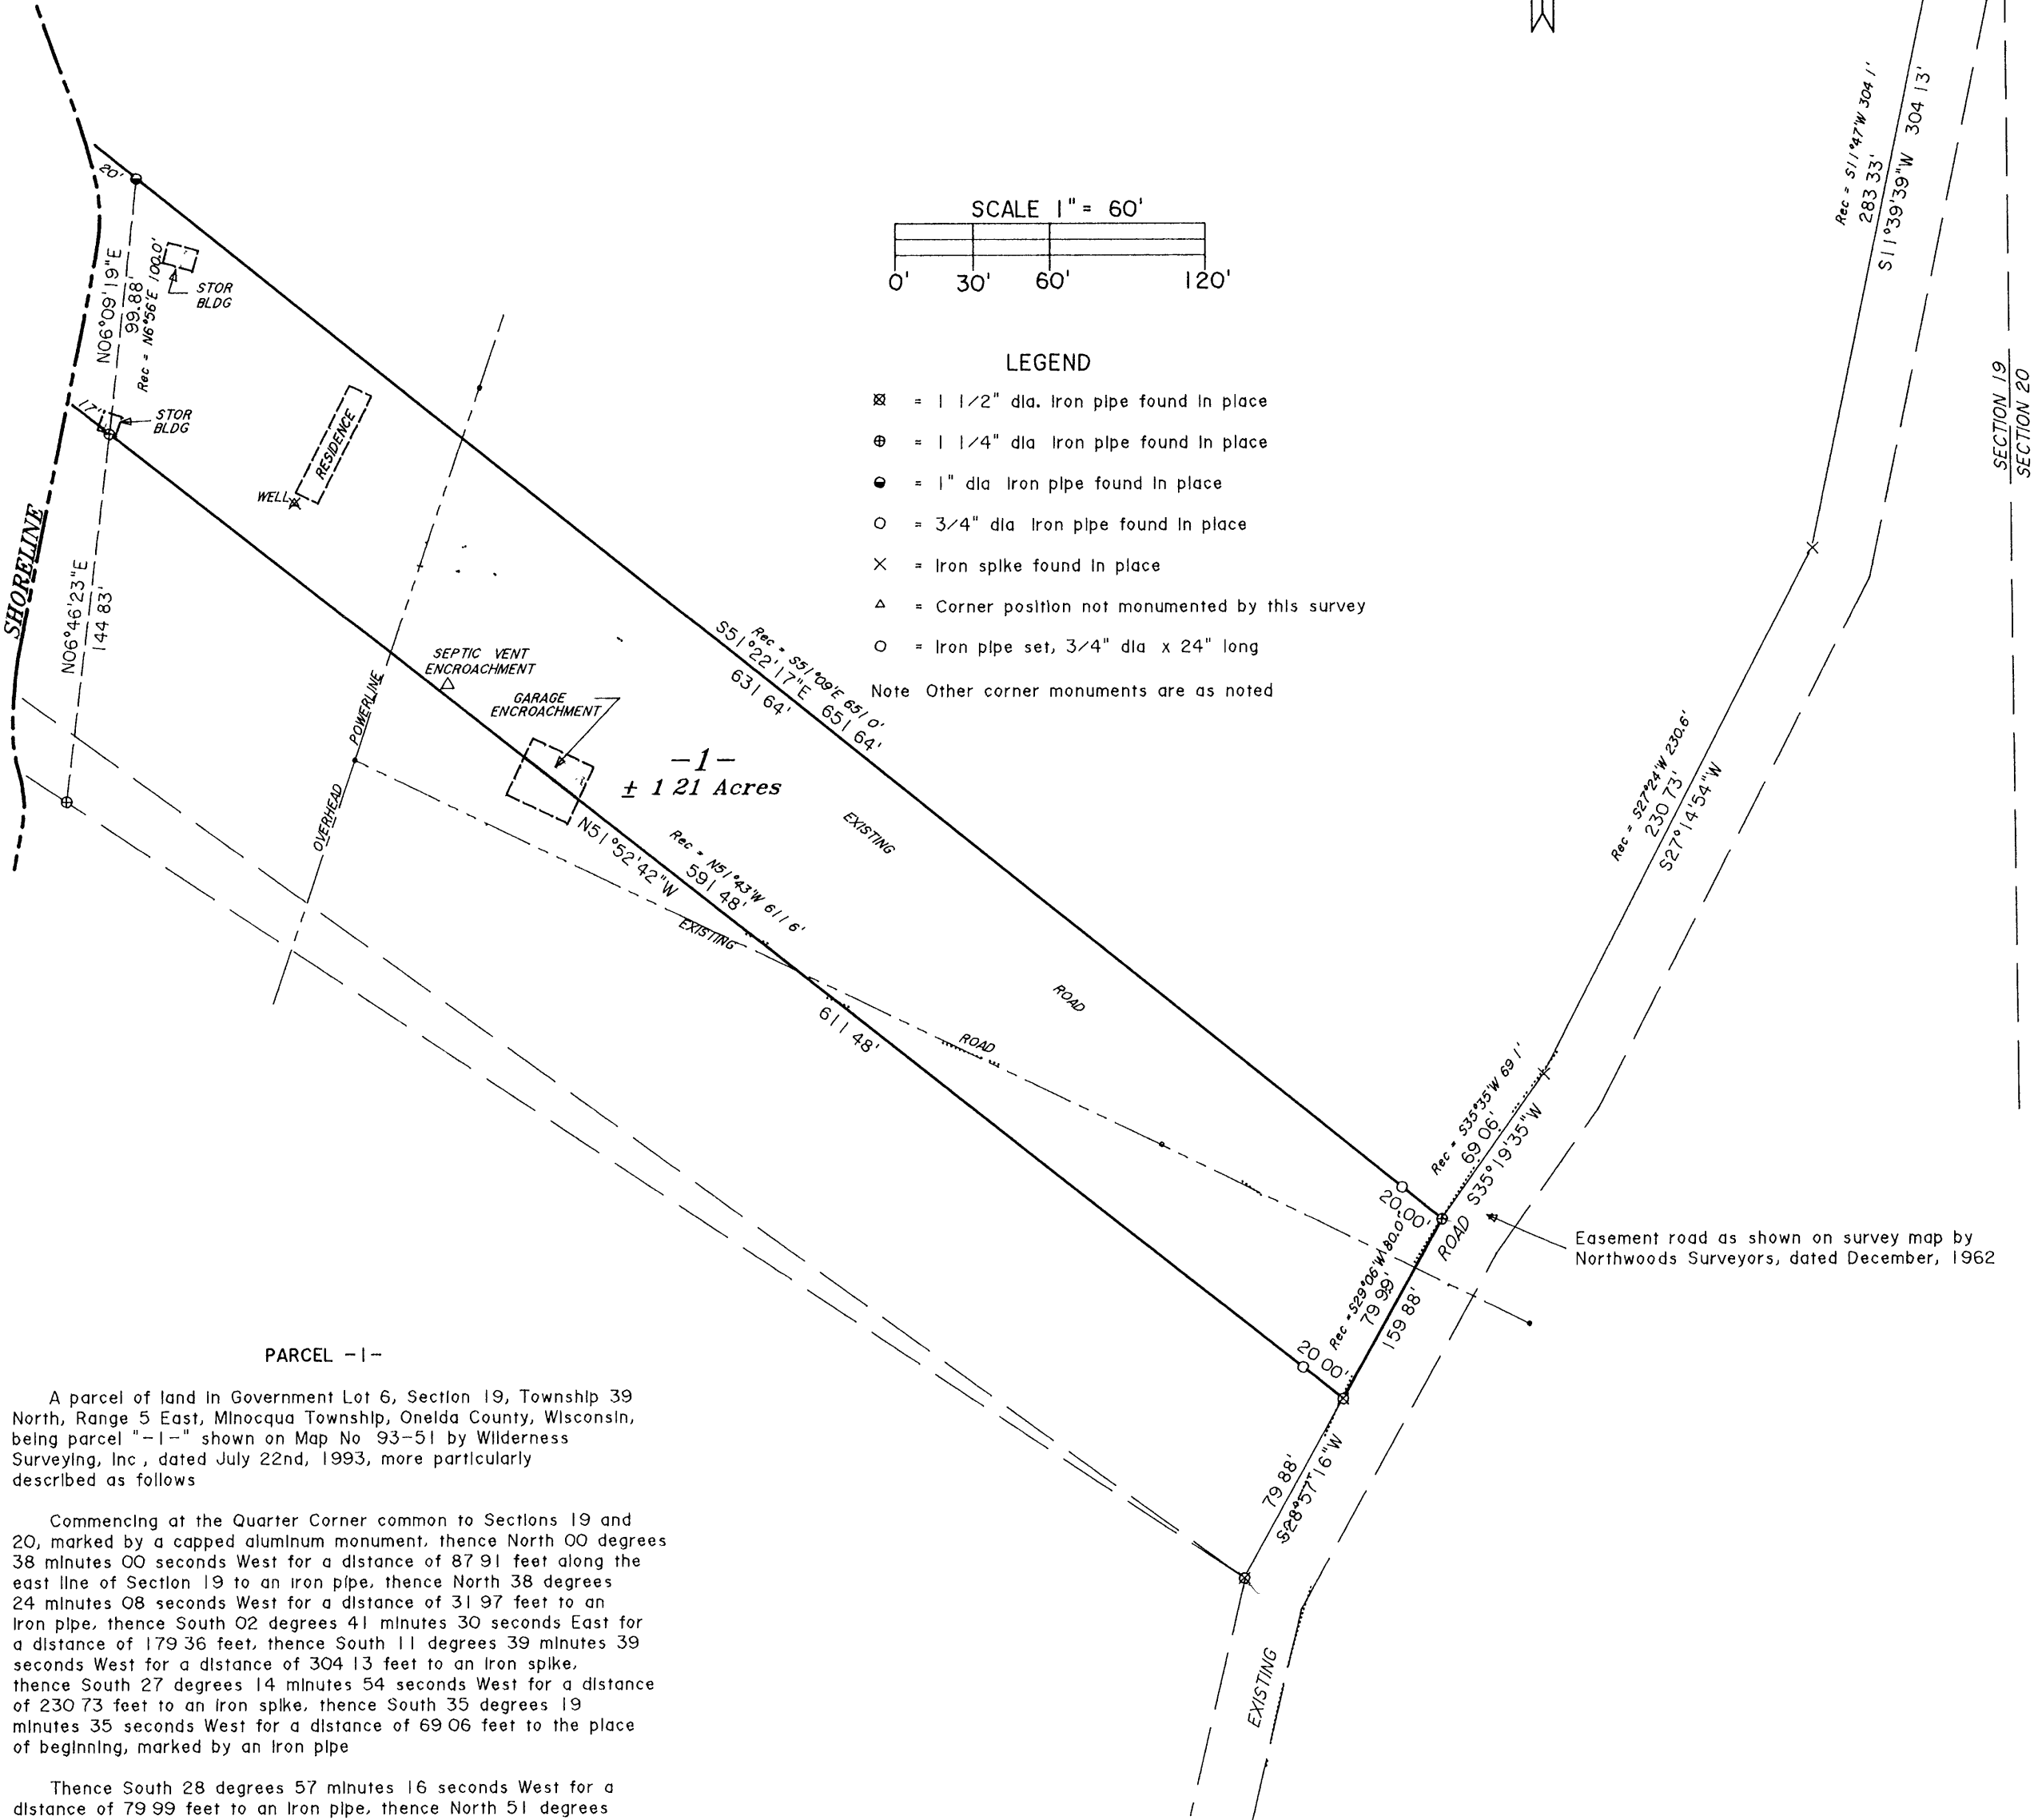 SCALE 1" = 60'
0' 30' 60' 120'
LEGEND
= 1 1/2" dia. Iron pipe found in place
= 1 1/4" dia Iron pipe found in place
= 1" dia Iron pipe found in place
= 3/4" dia Iron pipe found in place
= Iron spike found in place
= Corner position not monumented by this survey
= Iron pipe set, 3/4" dia x 24" long
Note Other corner monuments are as noted
Rec = S11°47'W 304 1'
283 33'
S11°39'39"W 304 13'
SECTION 19
SECTION 20
20'
N06°09'19"E
99.88'
Rec = N6°56'E 100.0'
STOR
BLDG
17'
STOR
BLDG
RESIDENCE
WELL
SHORELINE
N06°46'23"E
144 83'
SEPTIC VENT
ENCROACHMENT
GARAGE
ENCROACHMENT
POWERLINE
OVERHEAD
Rec = S51°09'E 651 0'
S51°22'17"E 651 64'
631 64'
-1-
± 1 21 Acres
EXISTING
ROAD
Rec = N51°43'W 611 6'
591 48'
N51°52'42"W
611 48'
EXISTING
ROAD
Rec = S27°24'W 230.6'
230 73'
S27°14'54"W
Rec = S35°35'W 69 1'
69 06'
S35°19'35"W
20 00'
Rec = S29°06'W 80.0'
79 99'
159 88'
ROAD
20 00'
Easement road as shown on survey map by
Northwoods Surveyors, dated December, 1962
79 88'
S28°57'16"W
EXISTING
PARCEL -1-
A parcel of land in Government Lot 6, Section 19, Township 39
North, Range 5 East, Minocqua Township, Oneida County, Wisconsin,
being parcel "-1-" shown on Map No 93-51 by Wilderness
Surveying, Inc , dated July 22nd, 1993, more particularly
described as follows
Commencing at the Quarter Corner common to Sections 19 and
20, marked by a capped aluminum monument, thence North 00 degrees
38 minutes 00 seconds West for a distance of 87 91 feet along the
east line of Section 19 to an iron pipe, thence North 38 degrees
24 minutes 08 seconds West for a distance of 31 97 feet to an
iron pipe, thence South 02 degrees 41 minutes 30 seconds East for
a distance of 179 36 feet, thence South 11 degrees 39 minutes 39
seconds West for a distance of 304 13 feet to an iron spike,
thence South 27 degrees 14 minutes 54 seconds West for a distance
of 230 73 feet to an iron spike, thence South 35 degrees 19
minutes 35 seconds West for a distance of 69 06 feet to the place
of beginning, marked by an iron pipe
Thence South 28 degrees 57 minutes 16 seconds West for a
distance of 79 99 feet to an iron pipe, thence North 51 degrees